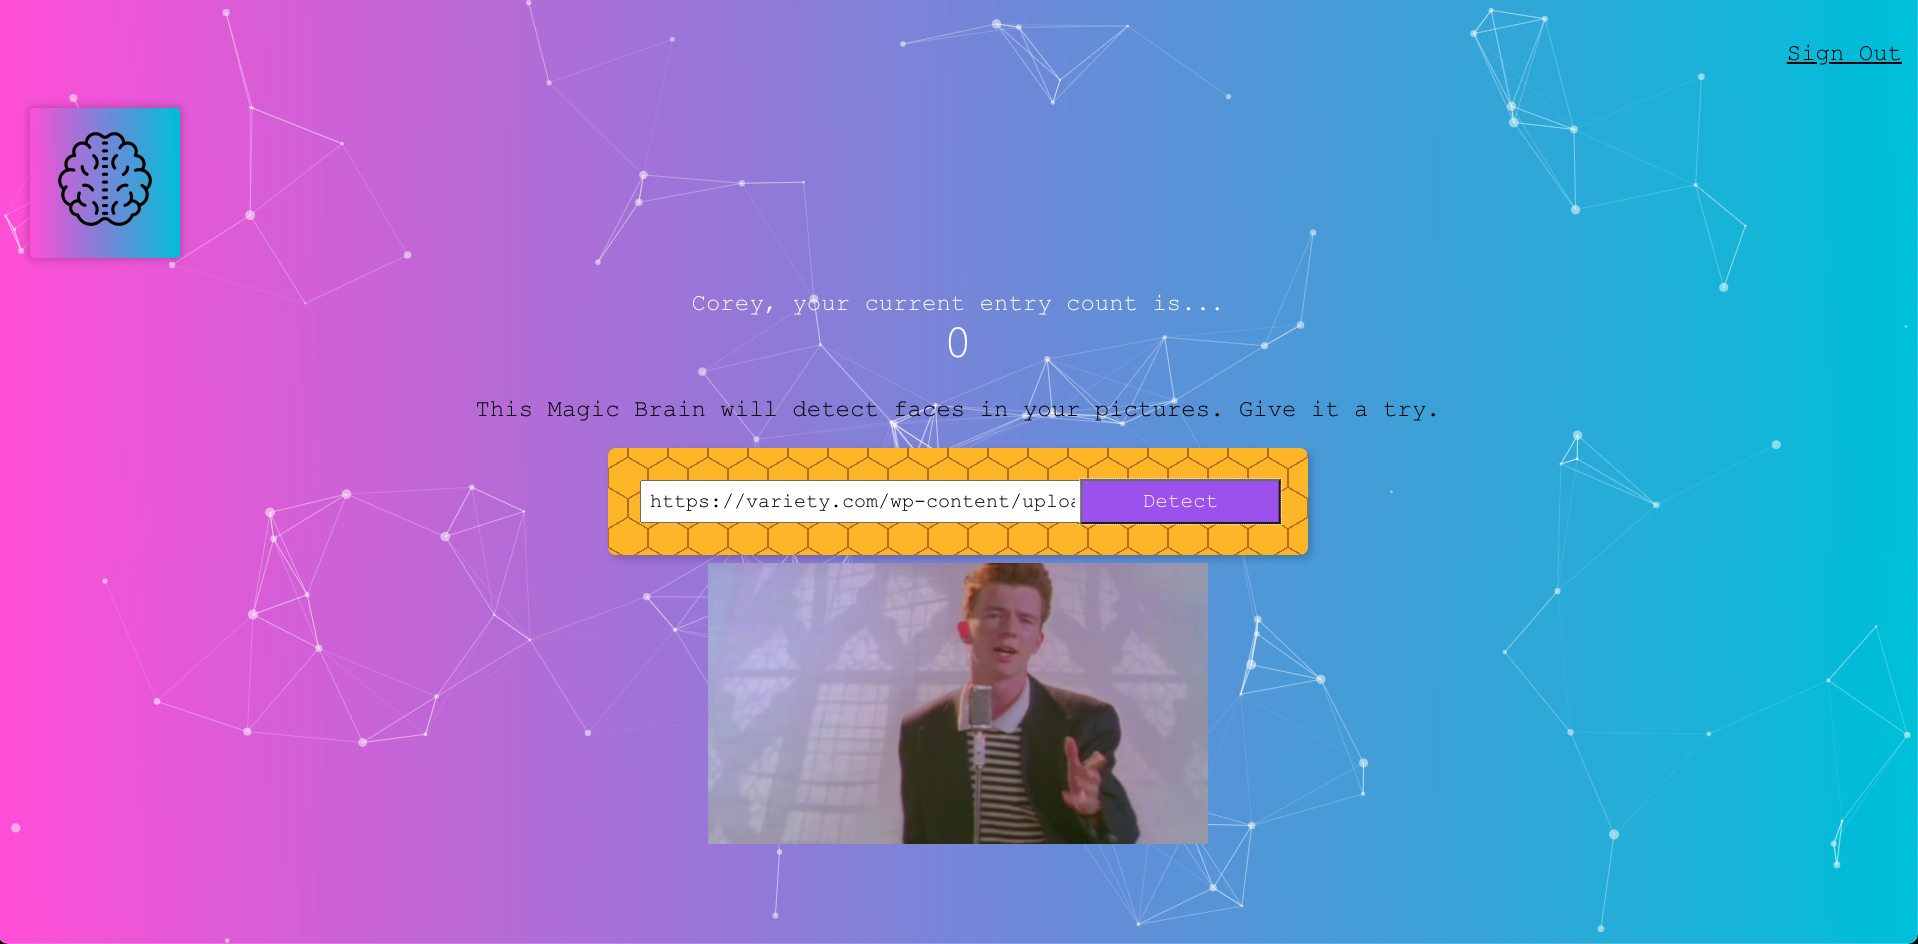 Sign Out
Corey, your current entry count is...
0
This Magic Brain will detect faces in your pictures. Give it a try.
https://variety.com/wp-content/uploa
Detect